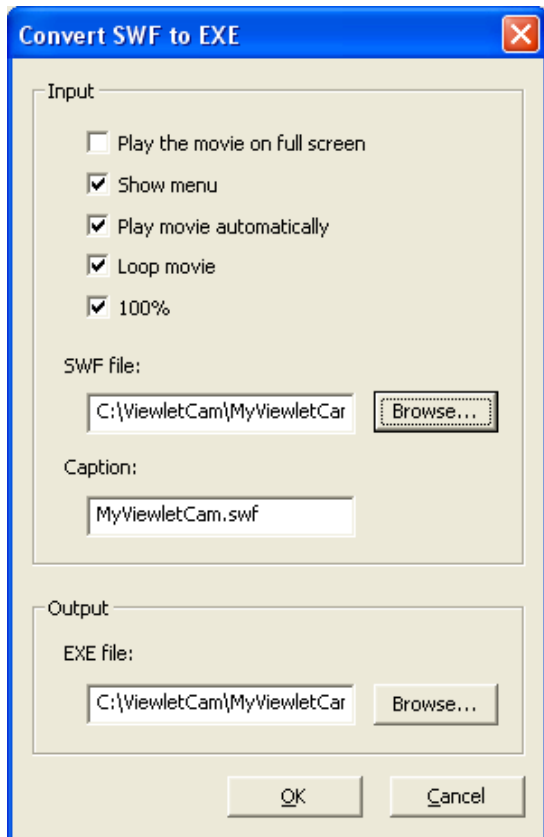 Convert SWF to EXE
Input
Play the movie on full screen
Show menu
Play movie automatically
Loop movie
100%
SWF file:
C:\ViewletCam\MyViewletCar
Browse...
Caption:
MyViewletCam.swf
Output
EXE file:
C:\ViewletCam\MyViewletCar
Browse...
OK
Cancel